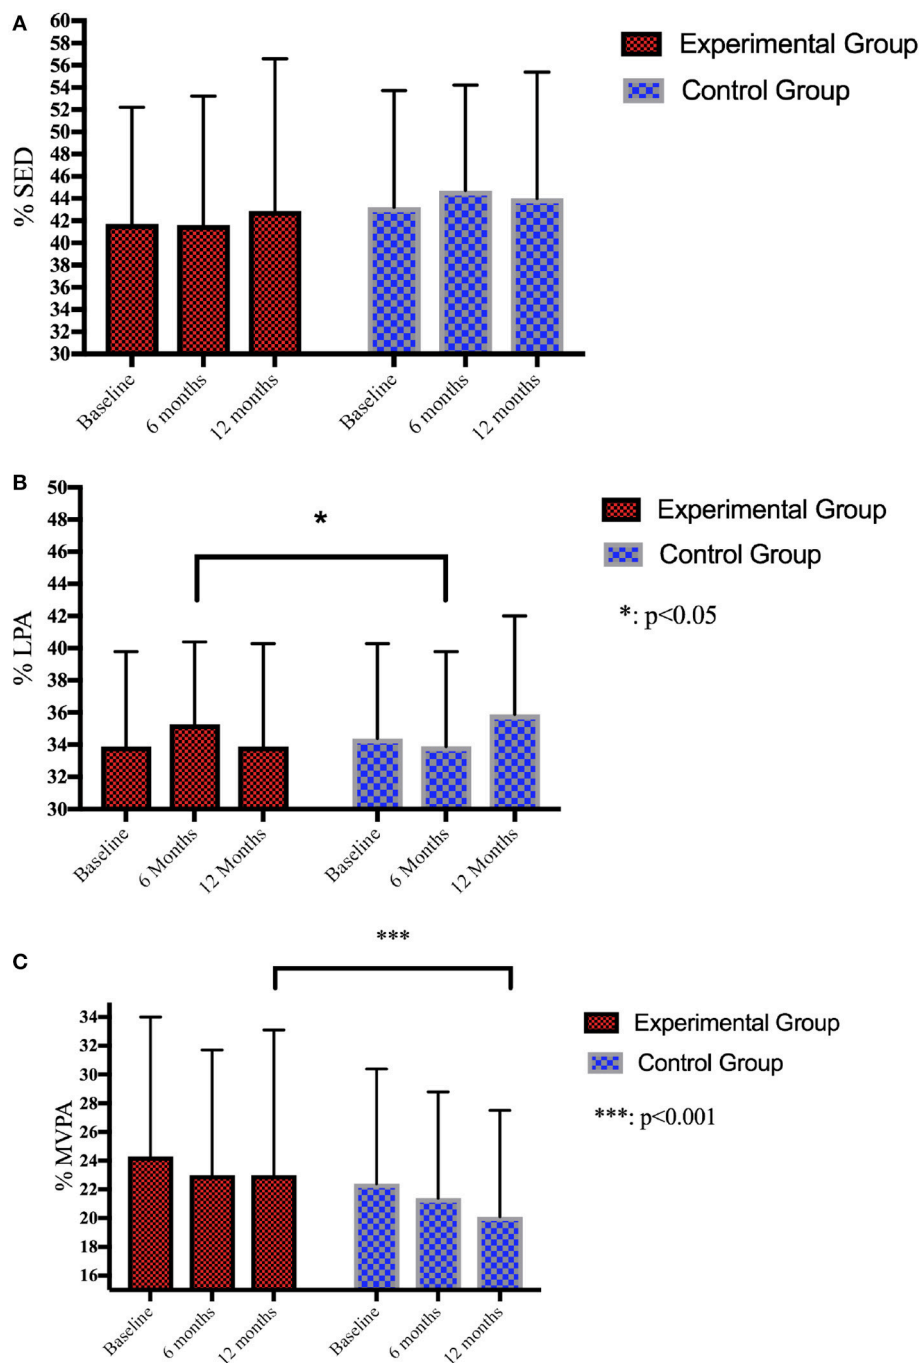 A
% SED
60
58
56
54
52
50
48
46
44
42
40
38
36
34
32
30
Baseline
6 months
12 months
Baseline
6 months
12 months
Experimental Group
Control Group
B
% LPA
50
48
46
44
42
40
38
36
34
32
30
*
Baseline
6 Months
12 Months
Baseline
6 Months
12 Months
Experimental Group
Control Group
*: p<0.05
C
% MVPA
34
32
30
28
26
24
22
20
18
16
***
Baseline
6 months
12 months
Baseline
6 months
12 months
Experimental Group
Control Group
***: p<0.001